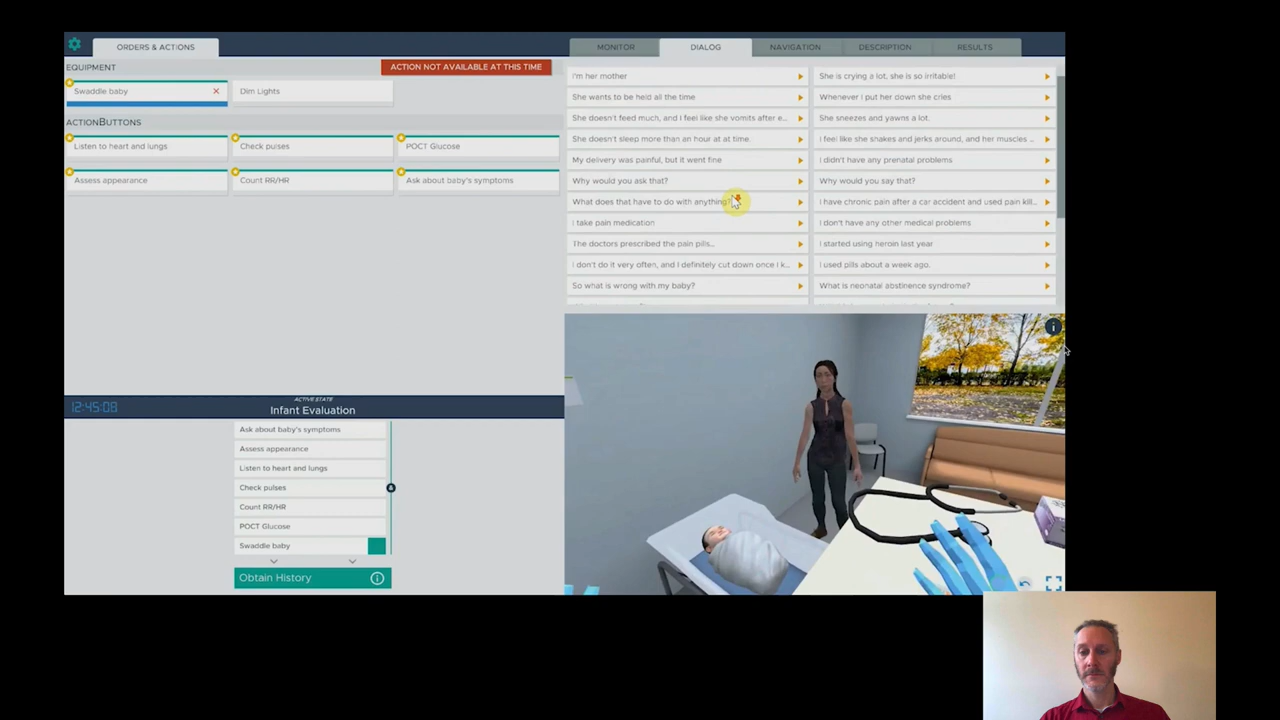 ORDERS & ACTIONS
MONITOR
DIALOG
NAVIGATION
DESCRIPTION
RESULTS
EQUIPMENT
ACTION NOT AVAILABLE AT THIS TIME
Swaddle baby
Dim Lights
ACTIONBUTTONS
Listen to heart and lungs
Check pulses
POCT Glucose
Assess appearance
Count RR/HR
Ask about baby's symptoms
I'm her mother
She is crying a lot, she is so irritable!
She wants to be held all the time
Whenever I put her down she cries
She doesn't feed much, and I feel like she vomits after e...
She sneezes and yawns a lot.
She doesn't sleep more than an hour at at time.
I feel like she shakes and jerks around, and her muscles ...
My delivery was painful, but it went fine
I didn't have any prenatal problems
Why would you ask that?
Why would you say that?
What does that have to do with anything?
I have chronic pain after a car accident and used pain kill...
I take pain medication
I don't have any other medical problems
The doctors prescribed the pain pills...
I started using heroin last year
I don't do it very often, and I definitely cut down once I k...
I used pills about a week ago.
So what is wrong with my baby?
What is neonatal abstinence syndrome?
12:45:08
ACTIVE STATE
Infant Evaluation
Ask about baby's symptoms
Assess appearance
Listen to heart and lungs
Check pulses
Count RR/HR
POCT Glucose
Swaddle baby
Obtain History